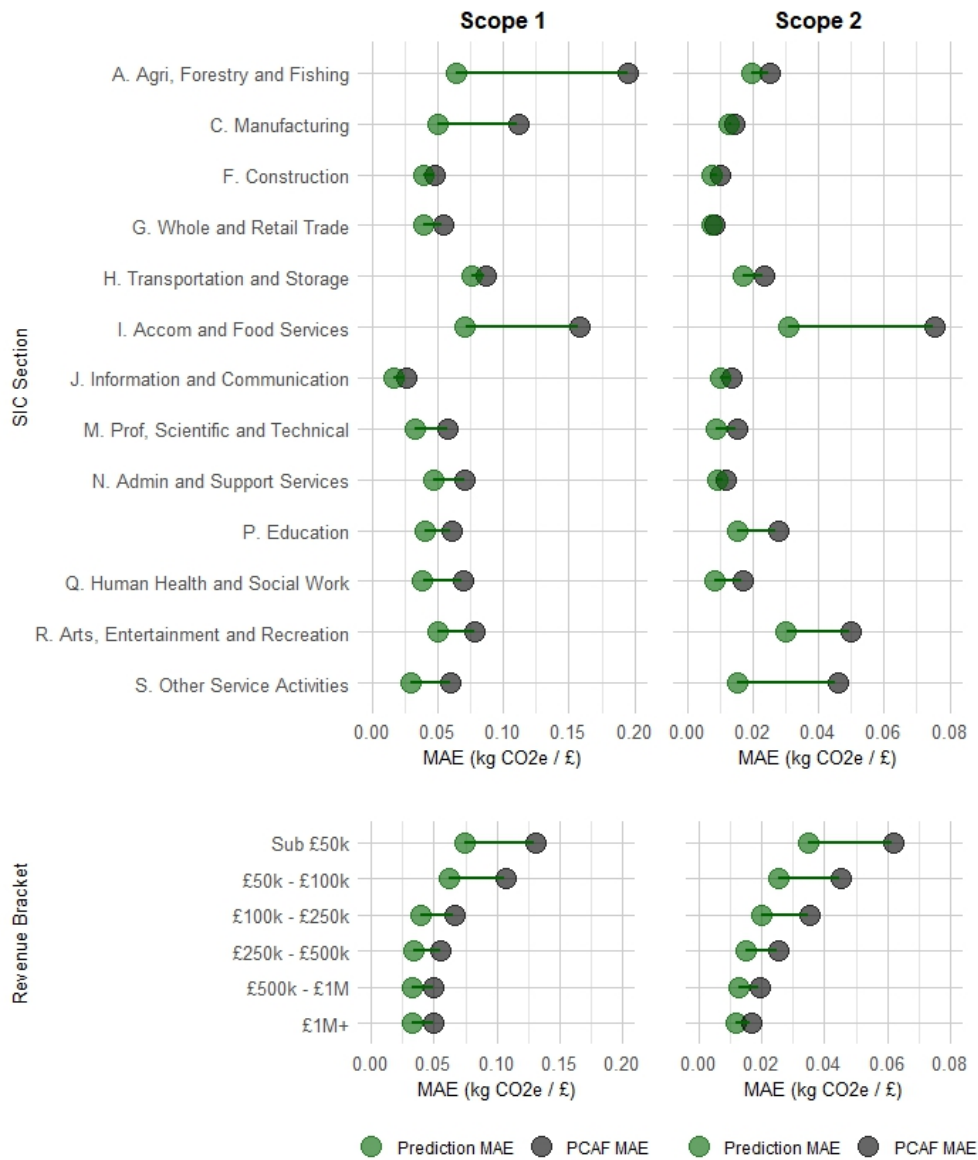 Scope 1
Scope 2
SIC Section
A. Agri, Forestry and Fishing
C. Manufacturing
F. Construction
G. Whole and Retail Trade
H. Transportation and Storage
I. Accom and Food Services
J. Information and Communication
M. Prof, Scientific and Technical
N. Admin and Support Services
P. Education
Q. Human Health and Social Work
R. Arts, Entertainment and Recreation
S. Other Service Activities
0.00 0.05 0.10 0.15 0.20
MAE (kg CO2e / £)
0.00 0.02 0.04 0.06 0.08
MAE (kg CO2e / £)
Revenue Bracket
Sub £50k
£50k - £100k
£100k - £250k
£250k - £500k
£500k - £1M
£1M+
0.00 0.05 0.10 0.15 0.20
MAE (kg CO2e / £)
0.00 0.02 0.04 0.06 0.08
MAE (kg CO2e / £)
Prediction MAE PCAF MAE
Prediction MAE PCAF MAE